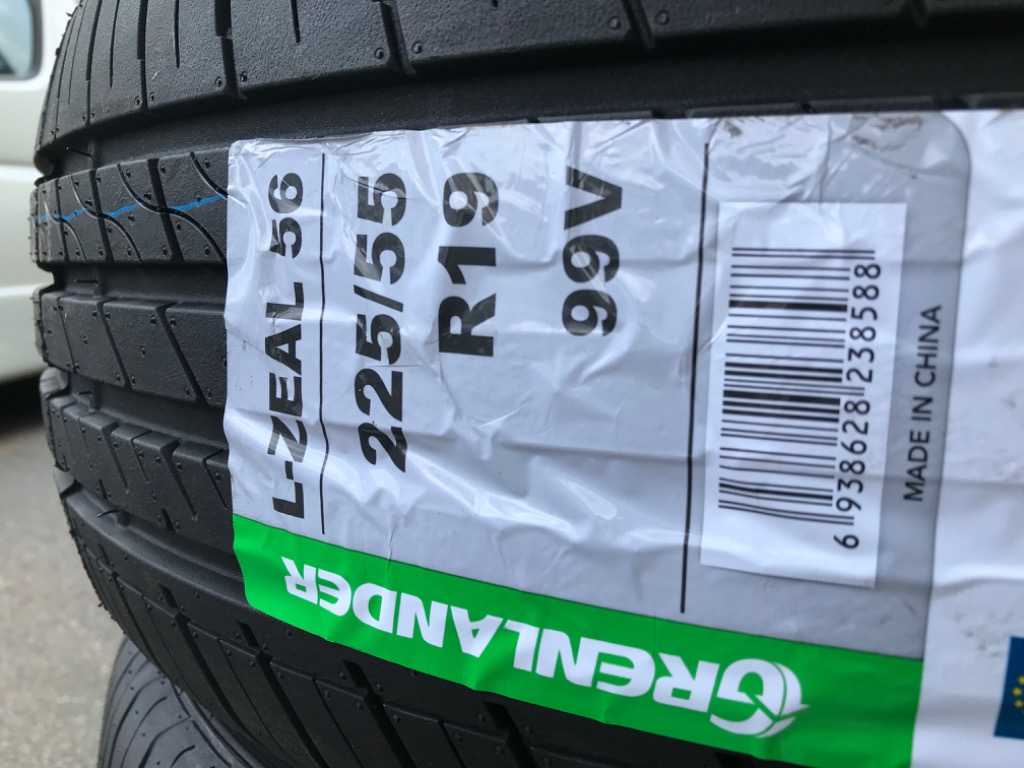 GRENLANDER
L-ZEAL 56
225/55
R19
99V
6 938628 238588
MADE IN CHINA